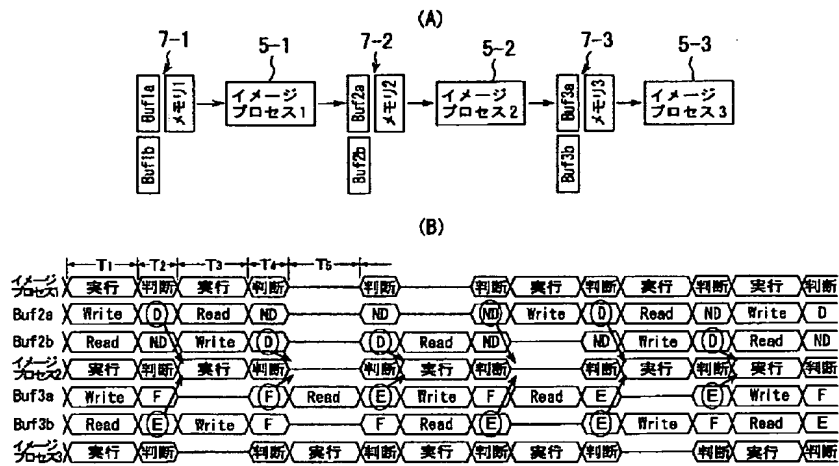 (A)
7-1 5-1 7-2 5-2 7-3 5-3
Buf1a メモリ1 イメージ
プロセス1 Buf2a メモリ2 イメージ
プロセス2 Buf3a メモリ3 イメージ
プロセス3
Buf1b Buf2b Buf3b
(B)
T1 T2 T3 T4 T5
イメージ
プロセス1 実行 判断 実行 判断 判断 判断 実行 判断 実行 判断 実行 判断
Buf2a Write D Read ND ND ND Write D Read ND Write D
Buf2b Read ND Write D D Read ND ND Write D Read ND
イメージ
プロセス2 実行 判断 実行 判断 判断 実行 判断 判断 実行 判断 実行 判断
Buf3a Write F F Read E Write F Read E E Write F
Buf3b Read E Write F F Read E E Write F Read E
イメージ
プロセス3 実行 判断 判断 実行 判断 実行 判断 実行 判断 判断 実行 判断